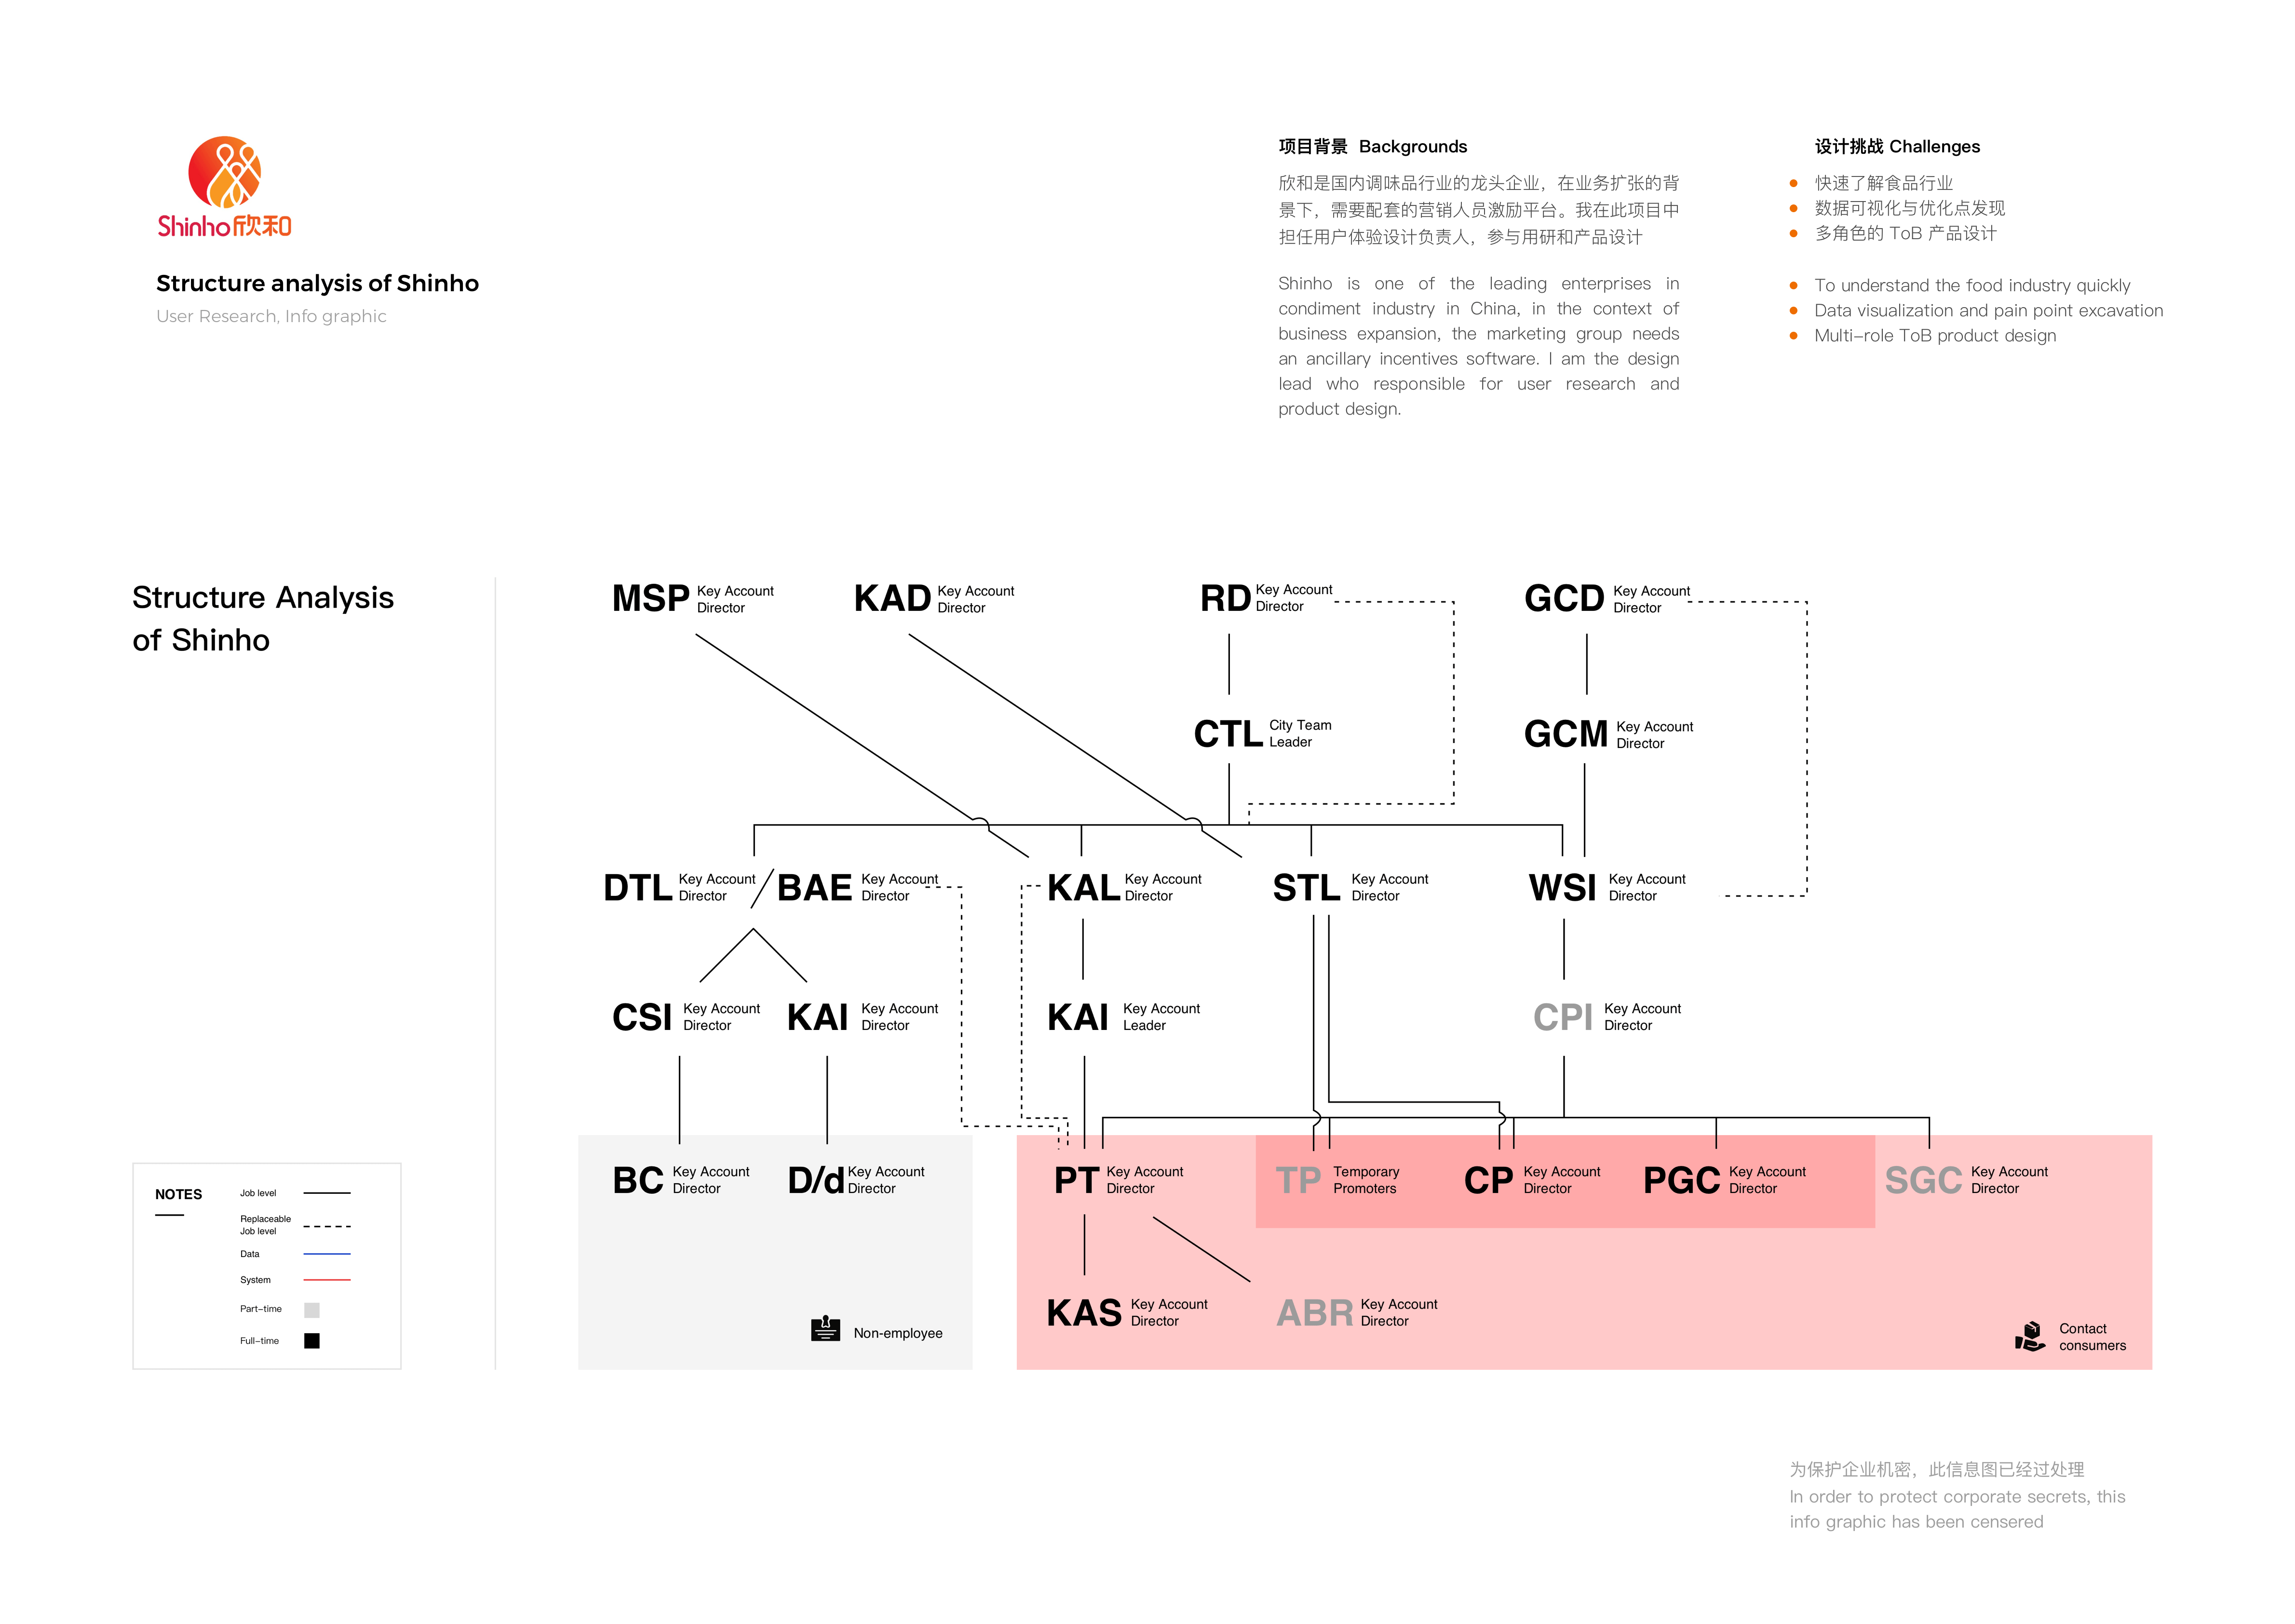 Shinho欣和
Structure analysis of Shinho
User Research, Info graphic
项目背景 Backgrounds
欣和是国内调味品行业的龙头企业，在业务扩张的背
景下，需要配套的营销人员激励平台。我在此项目中
担任用户体验设计负责人，参与用研和产品设计
Shinho is one of the leading enterprises in
condiment industry in China, in the context of
business expansion, the marketing group needs
an ancillary incentives software. I am the design
lead who responsible for user research and
product design.
设计挑战 Challenges
快速了解食品行业
数据可视化与优化点发现
多角色的 ToB 产品设计
To understand the food industry quickly
Data visualization and pain point excavation
Multi-role ToB product design
Structure Analysis
of Shinho
MSP Key Account
Director
KAD Key Account
Director
RD Key Account
Director
GCD Key Account
Director
CTL City Team
Leader
GCM Key Account
Director
DTL Key Account
Director
/
BAE Key Account
Director
KAL Key Account
Director
STL Key Account
Director
WSI Key Account
Director
CSI Key Account
Director
KAI Key Account
Director
KAI Key Account
Leader
CPI Key Account
Director
BC Key Account
Director
D/d Key Account
Director
PT Key Account
Director
TP Temporary
Promoters
CP Key Account
Director
PGC Key Account
Director
SGC Key Account
Director
KAS Key Account
Director
ABR Key Account
Director
Non-employee
Contact
consumers
NOTES
Job level
Replaceable
Job level
Data
System
Part-time
Full-time
为保护企业机密，此信息图已经过处理
In order to protect corporate secrets, this
info graphic has been censered